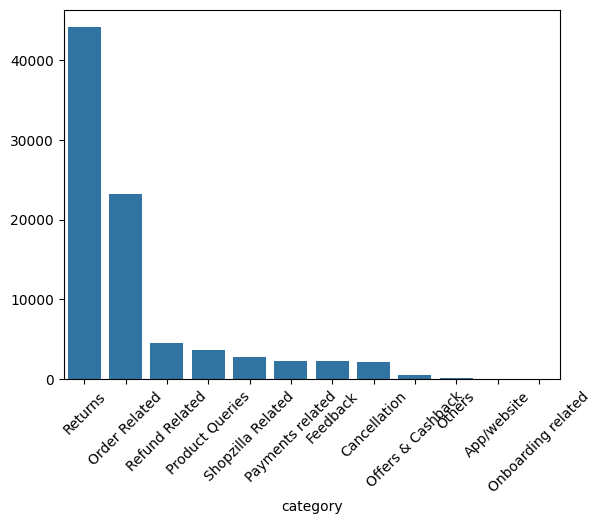 40000
30000
20000
10000
0
Returns
Order Related
Refund Related
Product Queries
Shopzilla Related
Payments related
Feedback
Cancellation
Offers & Cashback
Others
App/website
Onboarding related
category